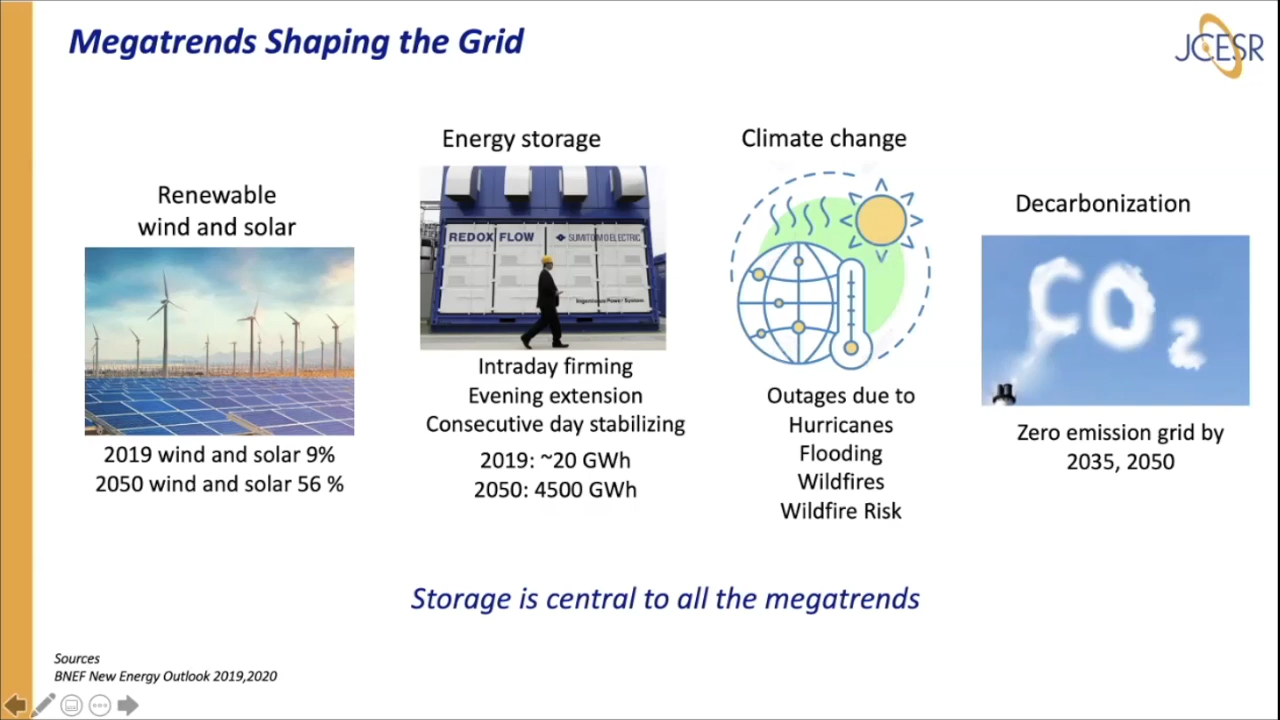 Megatrends Shaping the Grid
JCESR
Renewable
wind and solar
2019 wind and solar 9%
2050 wind and solar 56 %
Energy storage
REDOX FLOW
SUMITOMO ELECTRIC
Intraday firming
Evening extension
Consecutive day stabilizing
2019: ~20 GWh
2050: 4500 GWh
Climate change
Outages due to
Hurricanes
Flooding
Wildfires
Wildfire Risk
Decarbonization
CO2
Zero emission grid by
2035, 2050
Storage is central to all the megatrends
Sources
BNEF New Energy Outlook 2019,2020